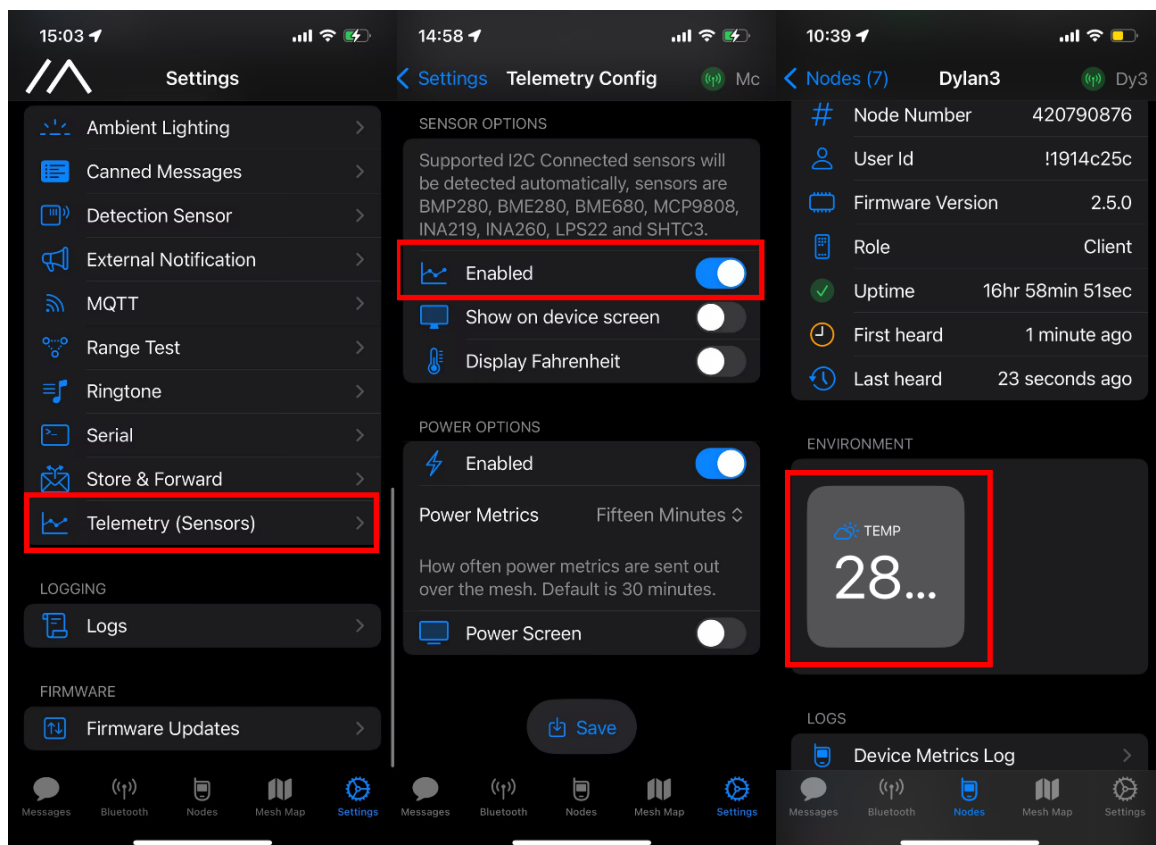 15:03
Settings
Ambient Lighting
Canned Messages
Detection Sensor
External Notification
MQTT
Range Test
Ringtone
Serial
Store & Forward
Telemetry (Sensors)
LOGGING
Logs
FIRMWARE
Firmware Updates
Messages
Bluetooth
Nodes
Mesh Map
Settings
14:58
Settings
Telemetry Config
Mc
SENSOR OPTIONS
Supported I2C Connected sensors will
be detected automatically, sensors are
BMP280, BME280, BME680, MCP9808,
INA219, INA260, LPS22 and SHTC3.
Enabled
Show on device screen
Display Fahrenheit
POWER OPTIONS
Enabled
Power Metrics Fifteen Minutes
How often power metrics are sent out
over the mesh. Default is 30 minutes.
Power Screen
Save
Messages
Bluetooth
Nodes
Mesh Map
Settings
10:39
Nodes (7)
Dylan3
Dy3
Node Number 420790876
User Id !1914c25c
Firmware Version 2.5.0
Role Client
Uptime 16hr 58min 51sec
First heard 1 minute ago
Last heard 23 seconds ago
ENVIRONMENT
TEMP
28...
LOGS
Device Metrics Log
Messages
Bluetooth
Nodes
Mesh Map
Settings